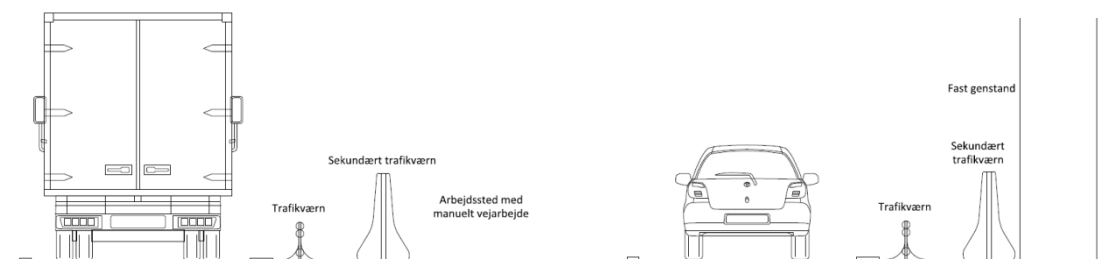 Sekundært trafikværn
Trafikværn
Arbejdssted med
manuelt vejarbejde
Fast genstand
Sekundært
trafikværn
Trafikværn